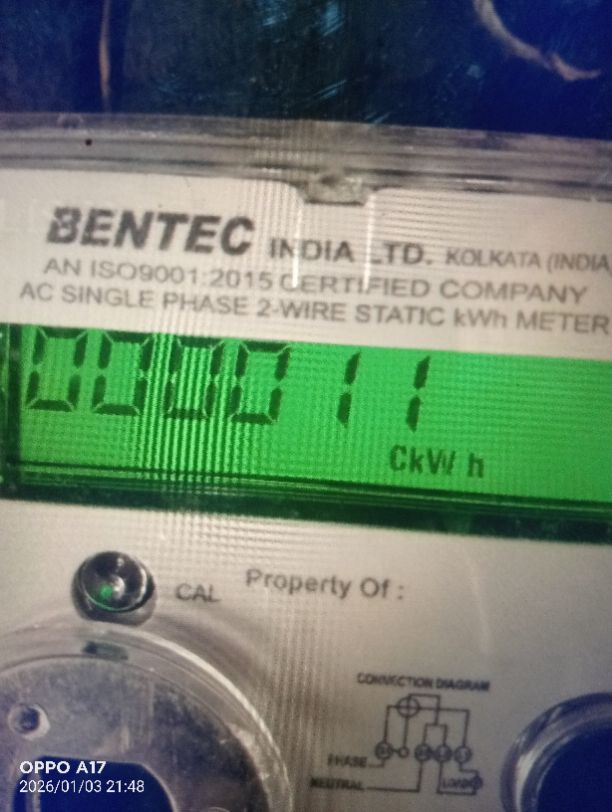 BENTEC INDIA LTD. KOLKATA (INDIA
AN ISO9001:2015 CERTIFIED COMPANY
AC SINGLE PHASE 2-WIRE STATIC kWh METER
000011
CkWh
CAL
Property Of :
CONNECTION DIAGRAM
PHASE
NEUTRAL
LOAD
OPPO A17
2026/01/03 21:48